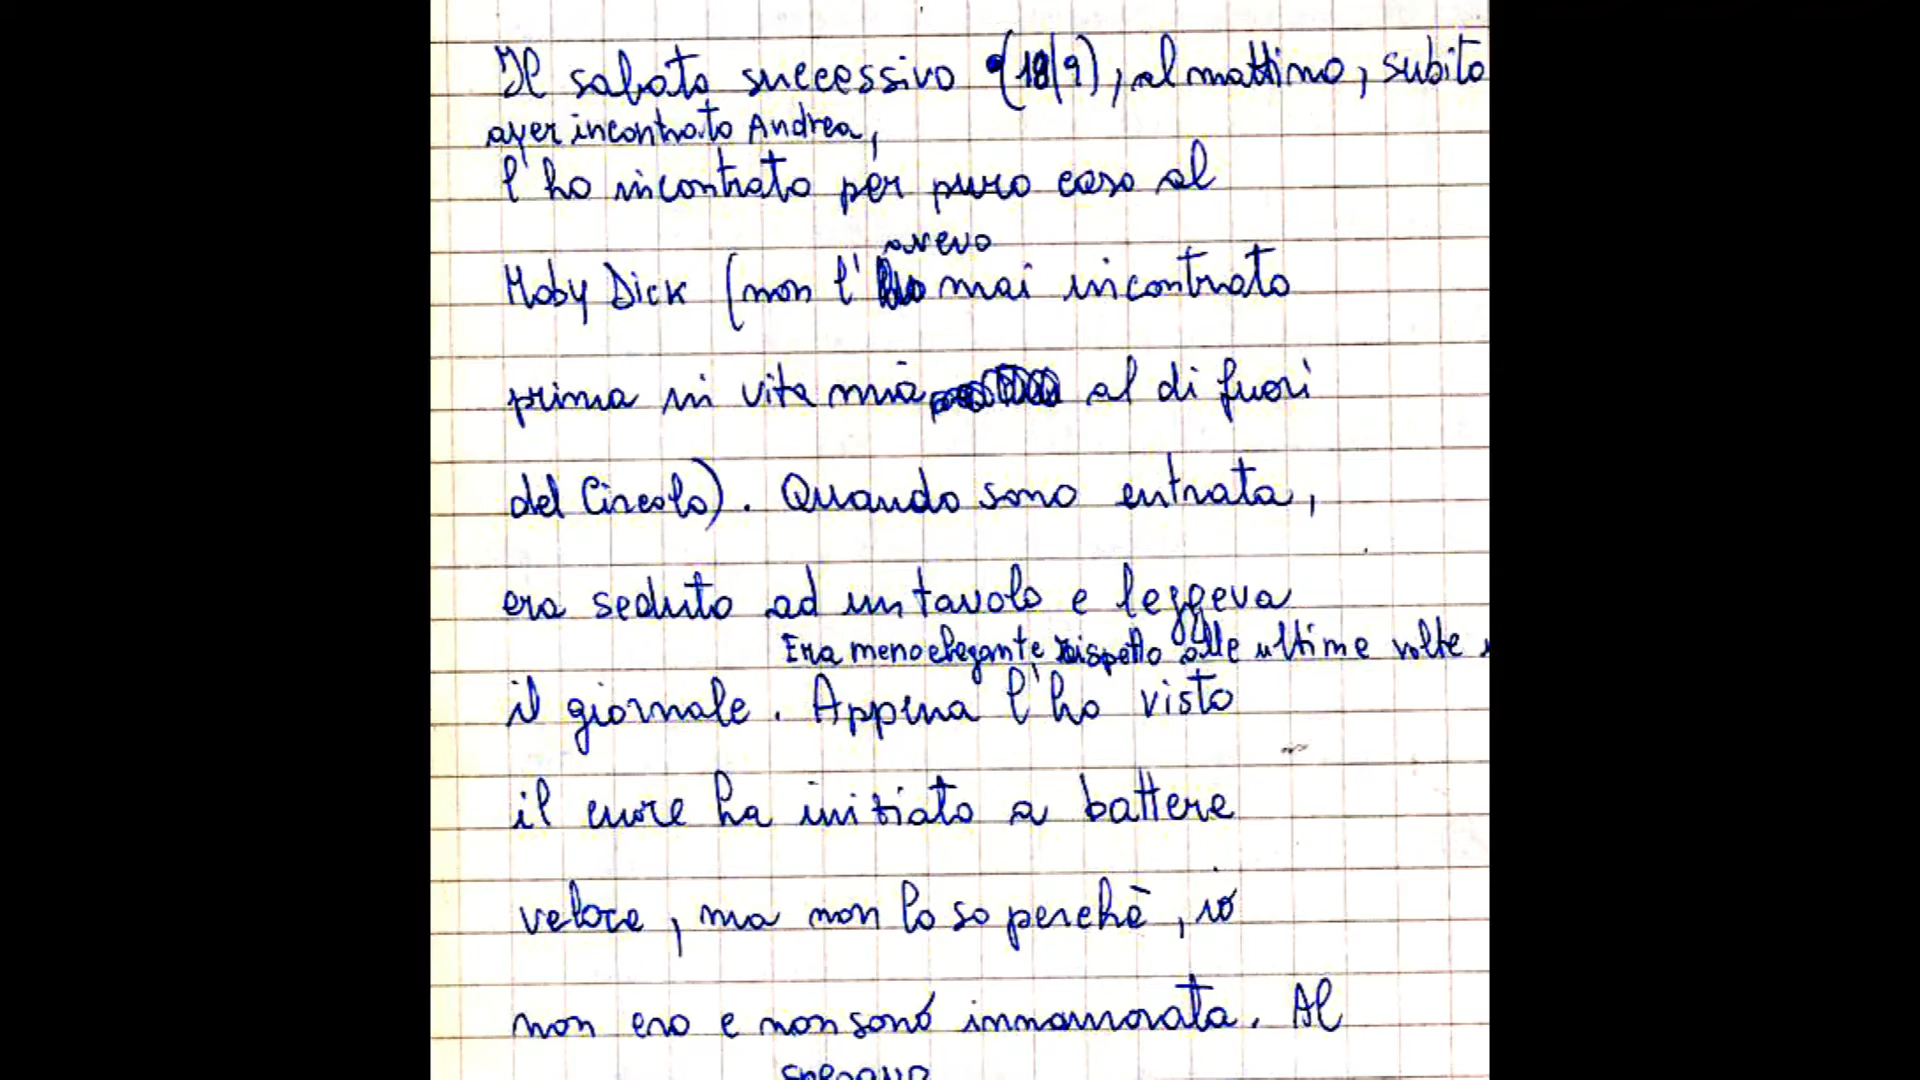 Il sabato successivo (18/9), al mattino, subito
aver incontrato Andrea,
l'ho incontrato per puro caso al
avevo
Moby Dick (non l' mai incontrato
prima in vita mia al di fuori
del Circolo). Quando sono entrata,
era seduto ad un tavolo e leggeva
Era meno elegante rispetto alle ultime volte
il giornale. Appena l'ho visto
il cuore ha iniziato a battere
veloce, ma non lo so perchè, io
non ero e non sono innamorata. Al